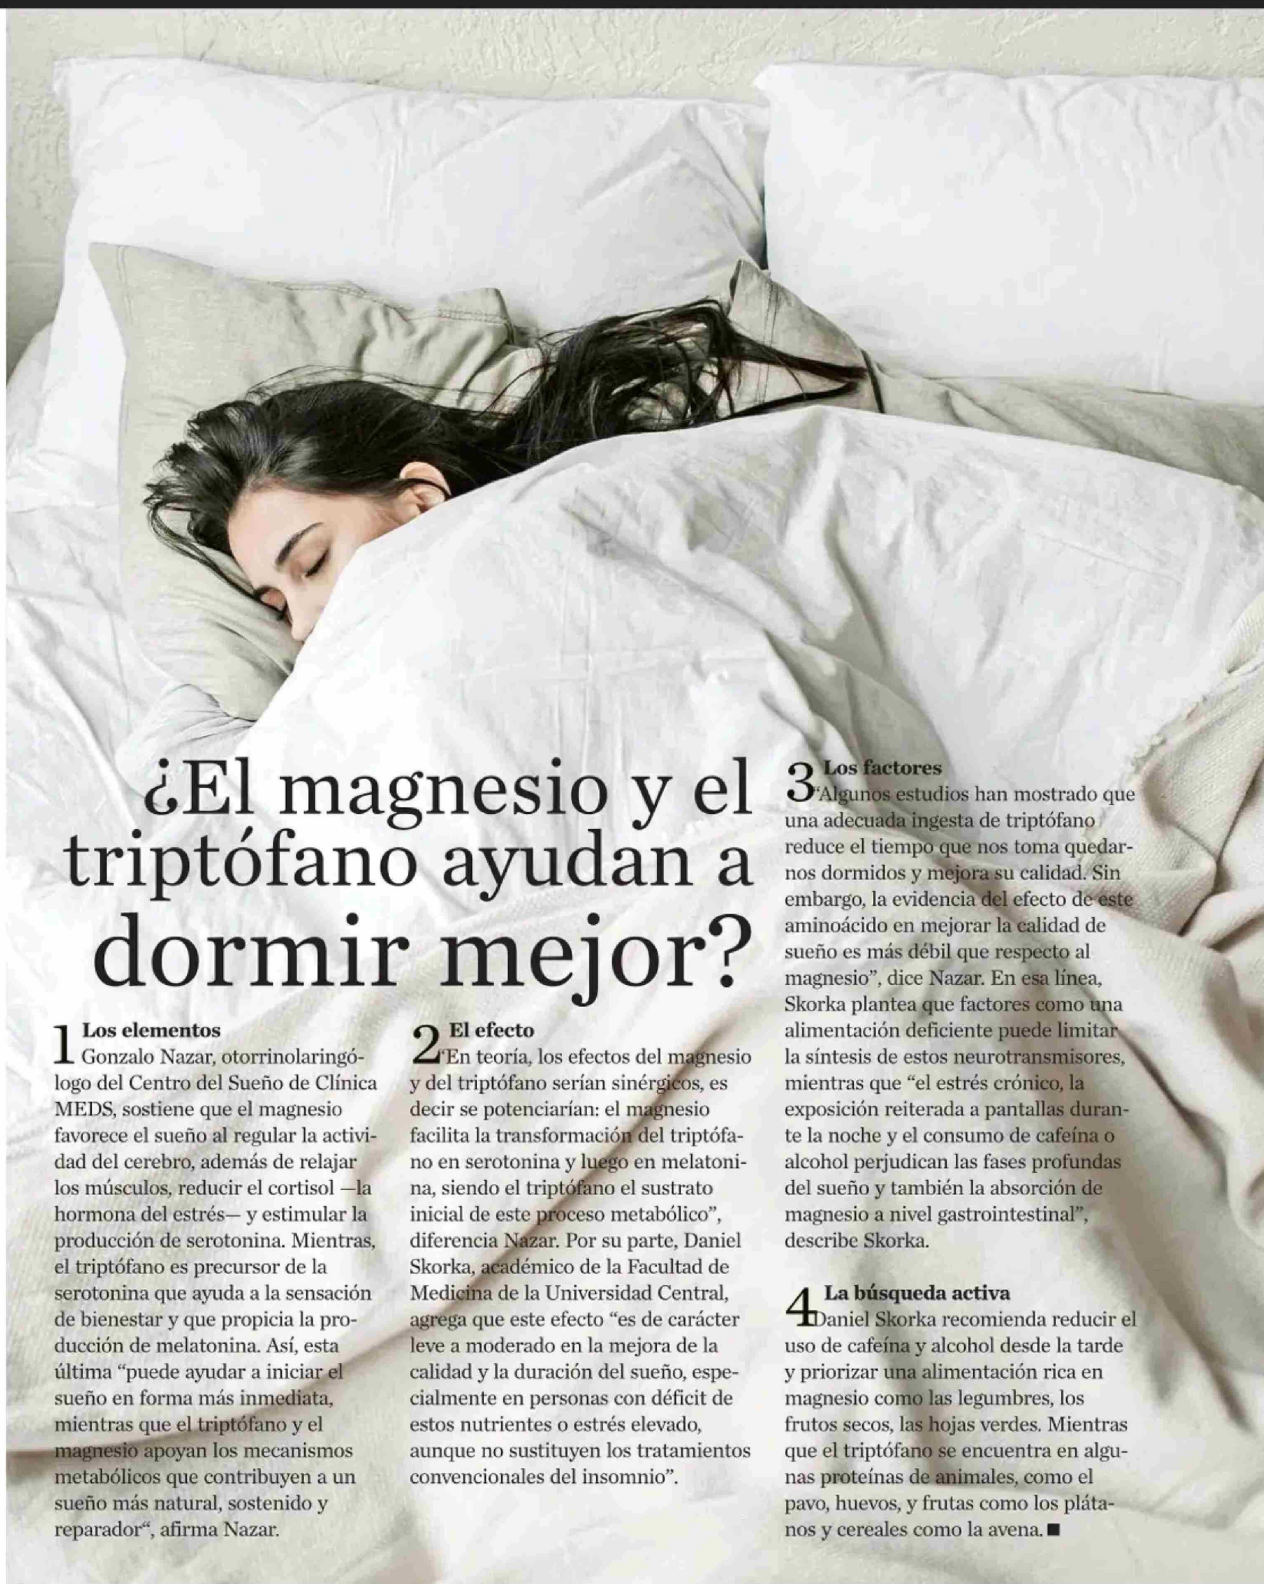 ¿El magnesio y el
triptófano ayudan a
dormir mejor?
1 Los elementos
Gonzalo Nazar, otorrinolaringó-
logo del Centro del Sueño de Clínica
MEDS, sostiene que el magnesio
favorece el sueño al regular la activi-
dad del cerebro, además de relajar
los músculos, reducir el cortisol —la
hormona del estrés— y estimular la
producción de serotonina. Mientras,
el triptófano es precursor de la
serotonina que ayuda a la sensación
de bienestar y que propicia la pro-
ducción de melatonina. Así, esta
última “puede ayudar a iniciar el
sueño en forma más inmediata,
mientras que el triptófano y el
magnesio apoyan los mecanismos
metabólicos que contribuyen a un
sueño más natural, sostenido y
reparador“, afirma Nazar.
2 El efecto
“En teoría, los efectos del magnesio
y del triptófano serían sinérgicos, es
decir se potenciarían: el magnesio
facilita la transformación del triptófa-
no en serotonina y luego en melatoni-
na, siendo el triptófano el sustrato
inicial de este proceso metabólico”,
diferencia Nazar. Por su parte, Daniel
Skorka, académico de la Facultad de
Medicina de la Universidad Central,
agrega que este efecto “es de carácter
leve a moderado en la mejora de la
calidad y la duración del sueño, espe-
cialmente en personas con déficit de
estos nutrientes o estrés elevado,
aunque no sustituyen los tratamientos
convencionales del insomnio”.
3 Los factores
“Algunos estudios han mostrado que
una adecuada ingesta de triptófano
reduce el tiempo que nos toma quedar-
nos dormidos y mejora su calidad. Sin
embargo, la evidencia del efecto de este
aminoácido en mejorar la calidad de
sueño es más débil que respecto al
magnesio”, dice Nazar. En esa línea,
Skorka plantea que factores como una
alimentación deficiente puede limitar
la síntesis de estos neurotransmisores,
mientras que “el estrés crónico, la
exposición reiterada a pantallas duran-
te la noche y el consumo de cafeína o
alcohol perjudican las fases profundas
del sueño y también la absorción de
magnesio a nivel gastrointestinal”,
describe Skorka.
4 La búsqueda activa
Daniel Skorka recomienda reducir el
uso de cafeína y alcohol desde la tarde
y priorizar una alimentación rica en
magnesio como las legumbres, los
frutos secos, las hojas verdes. Mientras
que el triptófano se encuentra en algu-
nas proteínas de animales, como el
pavo, huevos, y frutas como los pláta-
nos y cereales como la avena. ■